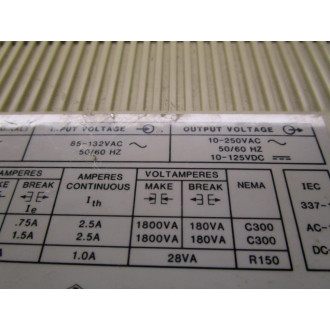 INPUT VOLTAGE OUTPUT VOLTAGE
85-132VAC 10-250VAC
50/60 HZ 50/60 HZ
10-125VDC
AMPERES AMPERES VOLTAMPERES
BREAK CONTINUOUS MAKE BREAK NEMA IEC
Ie Ith 337-
.75A 2.5A 1800VA 180VA C300 AC-
1.5A 2.5A 1800VA 180VA C300 DC-
1.0A 28VA R150